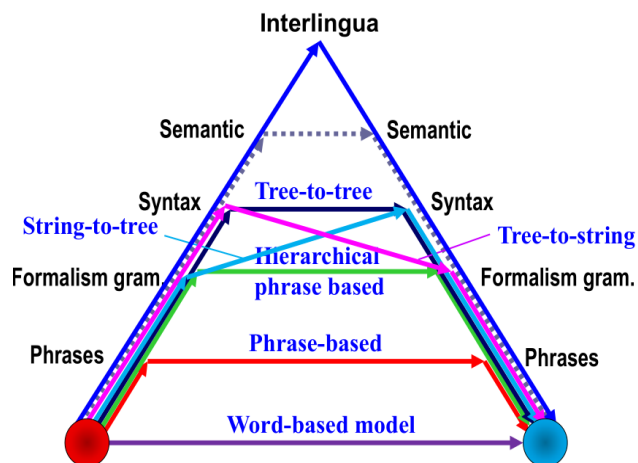 Interlingua
Semantic
Semantic
Syntax
Tree-to-tree
Syntax
String-to-tree
Tree-to-string
Formalism gram.
Hierarchical
phrase based
Formalism gram.
Phrases
Phrase-based
Phrases
Word-based model